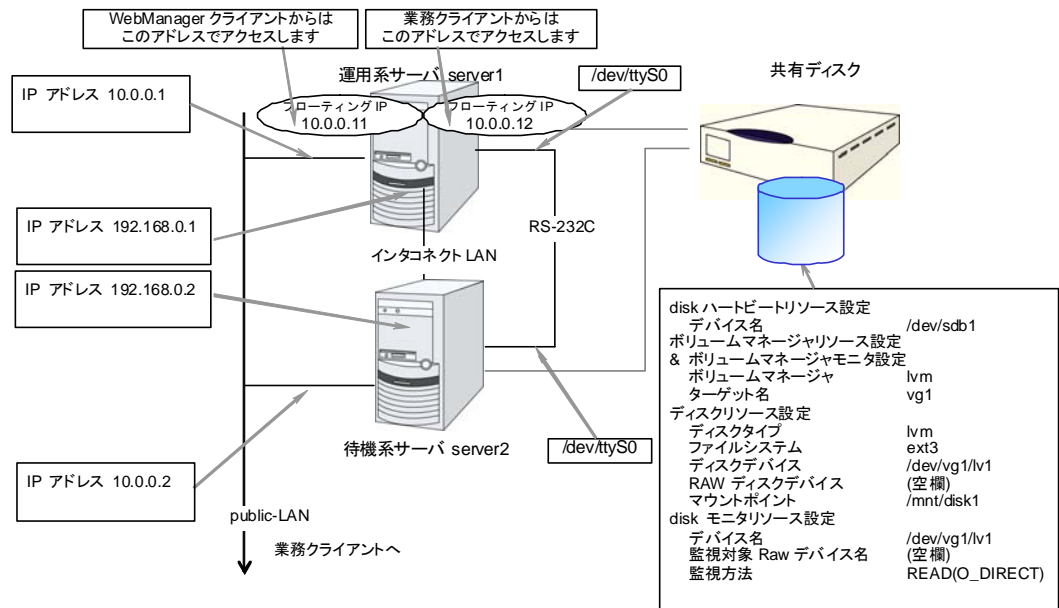 WebManager クライアントからは
このアドレスでアクセスします
業務クライアントからは
このアドレスでアクセスします
運用系サーバ server1
/dev/ttyS0
共有ディスク
IP アドレス 10.0.0.1
フローティング IP
10.0.0.11
フローティング IP
10.0.0.12
IP アドレス 192.168.0.1
RS-232C
インタコネクト LAN
IP アドレス 192.168.0.2
待機系サーバ server2
/dev/ttyS0
IP アドレス 10.0.0.2
public-LAN
業務クライアントへ
disk ハートビートリソース設定
デバイス名 /dev/sdb1
ボリュームマネージャリソース設定
& ボリュームマネージャモニタ設定
ボリュームマネージャ lvm
ターゲット名 vg1
ディスクリソース設定
ディスクタイプ lvm
ファイルシステム ext3
ディスクデバイス /dev/vg1/lv1
RAW ディスクデバイス (空欄)
マウントポイント /mnt/disk1
disk モニタリソース設定
デバイス名 /dev/vg1/lv1
監視対象 Raw デバイス名 (空欄)
監視方法 READ(O_DIRECT)